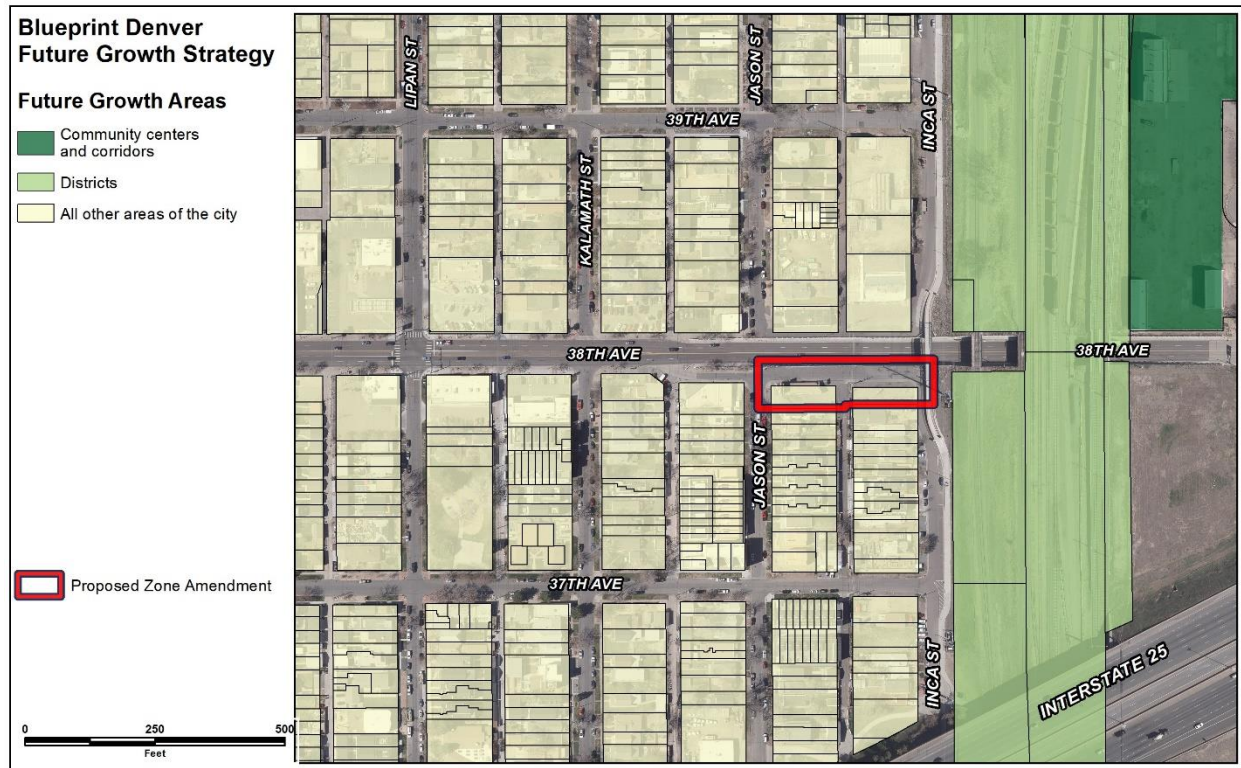 Blueprint Denver
Future Growth Strategy
Future Growth Areas
Community centers
and corridors
Districts
All other areas of the city
Proposed Zone Amendment
0 250 500
Feet
LIPAN ST
JASON ST
INCA ST
39TH AVE
KALAMATH ST
38TH AVE
38TH AVE
JASON ST
37TH AVE
INCA ST
INTERSTATE 25